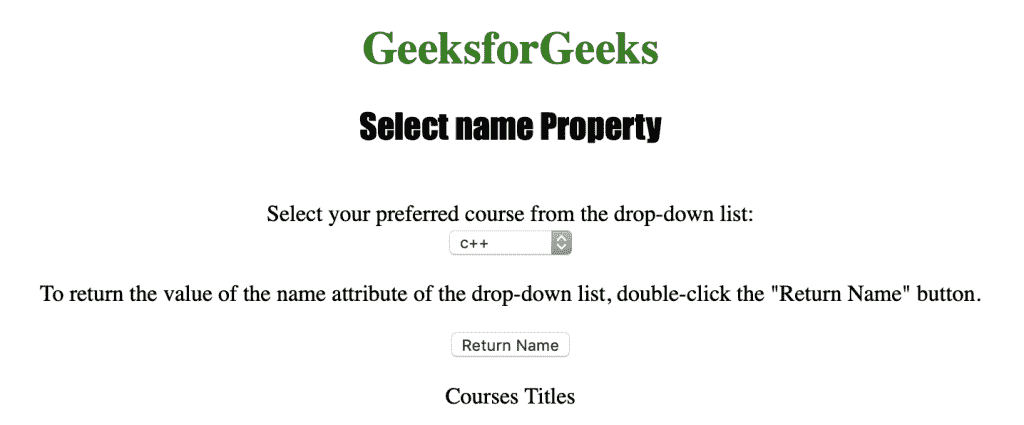 GeeksforGeeks
Select name Property
Select your preferred course from the drop-down list:
c++
To return the value of the name attribute of the drop-down list, double-click the "Return Name" button.
Return Name
Courses Titles